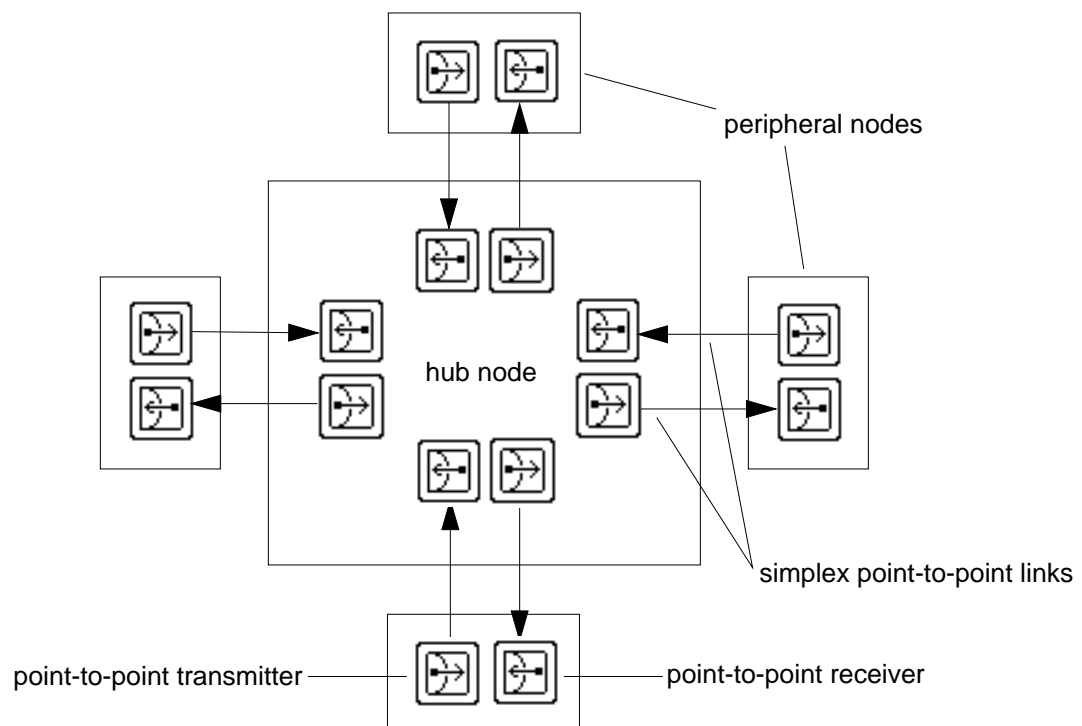 peripheral nodes
hub node
simplex point-to-point links
point-to-point transmitter
point-to-point receiver